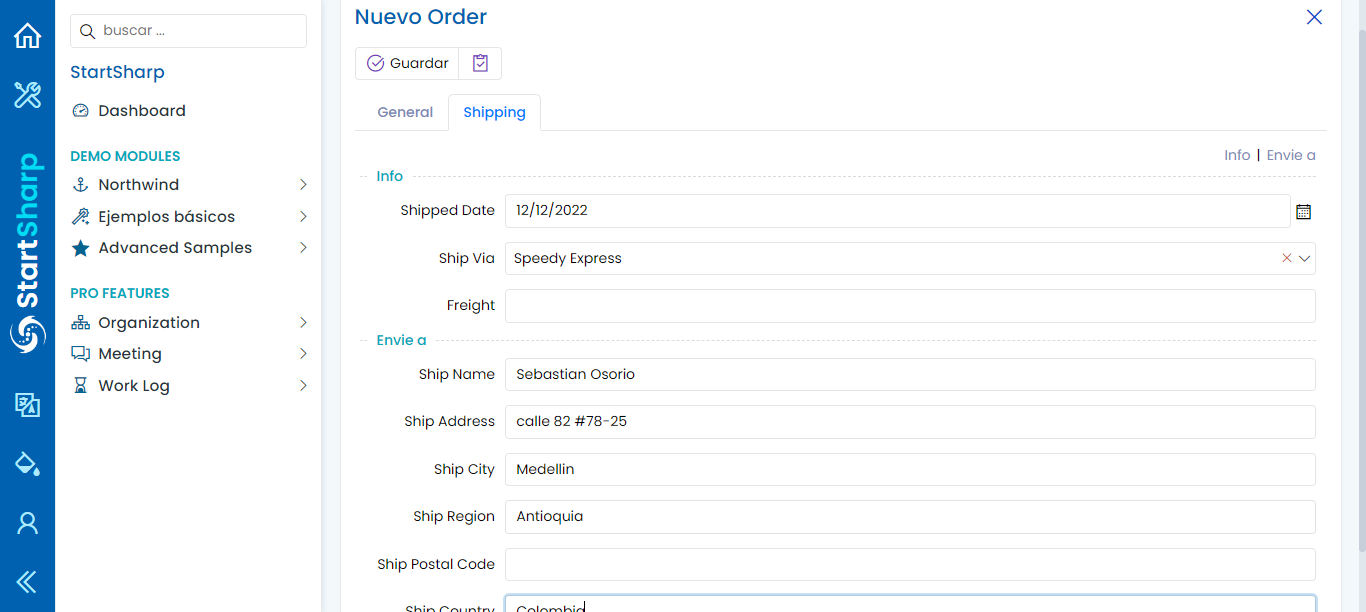 buscar ...
StartSharp
Dashboard
DEMO MODULES
Northwind
Ejemplos básicos
Advanced Samples
PRO FEATURES
Organization
Meeting
Work Log
StartSharp
Nuevo Order
Guardar
General
Shipping
Info | Envie a
Info
Shipped Date 12/12/2022
Ship Via Speedy Express
Freight
Envie a
Ship Name Sebastian Osorio
Ship Address calle 82 #78-25
Ship City Medellin
Ship Region Antioquia
Ship Postal Code
Ship Country Colombia